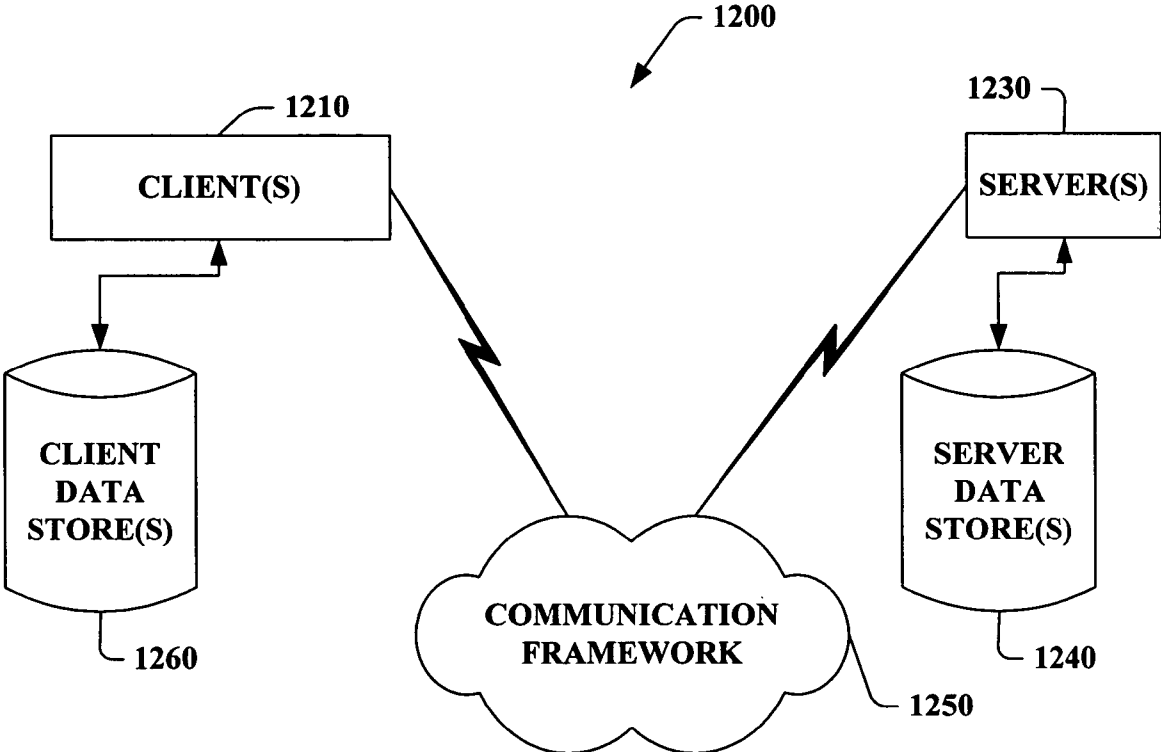 1200
1210
1230
CLIENT(S)
SERVER(S)
CLIENT
DATA
STORE(S)
SERVER
DATA
STORE(S)
COMMUNICATION
FRAMEWORK
1260
1240
1250